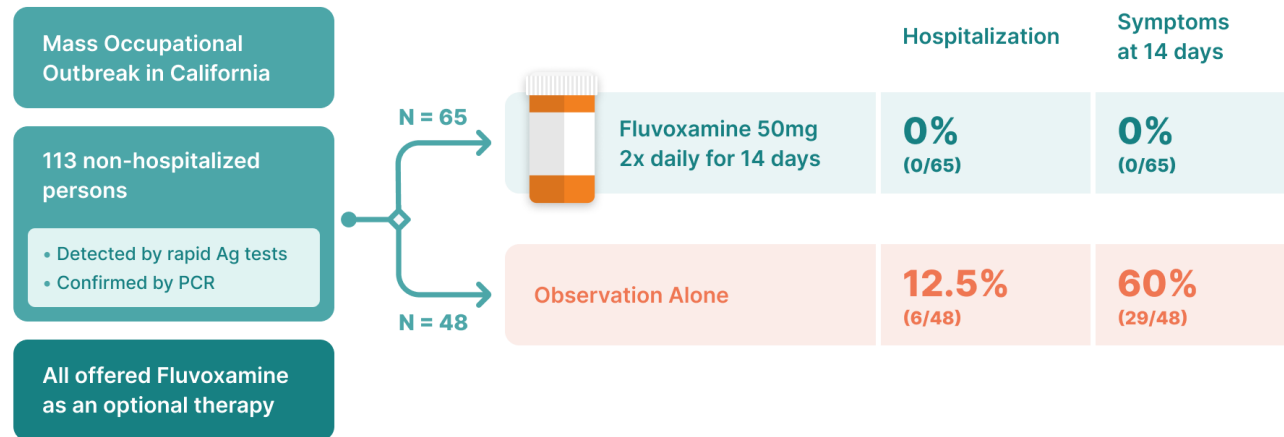 Mass Occupational
Outbreak in California
113 non-hospitalized
persons
• Detected by rapid Ag tests
• Confirmed by PCR
All offered Fluvoxamine
as an optional therapy
N = 65
N = 48
Hospitalization
Symptoms
at 14 days
Fluvoxamine 50mg
2x daily for 14 days
0%
(0/65)
0%
(0/65)
Observation Alone
12.5%
(6/48)
60%
(29/48)